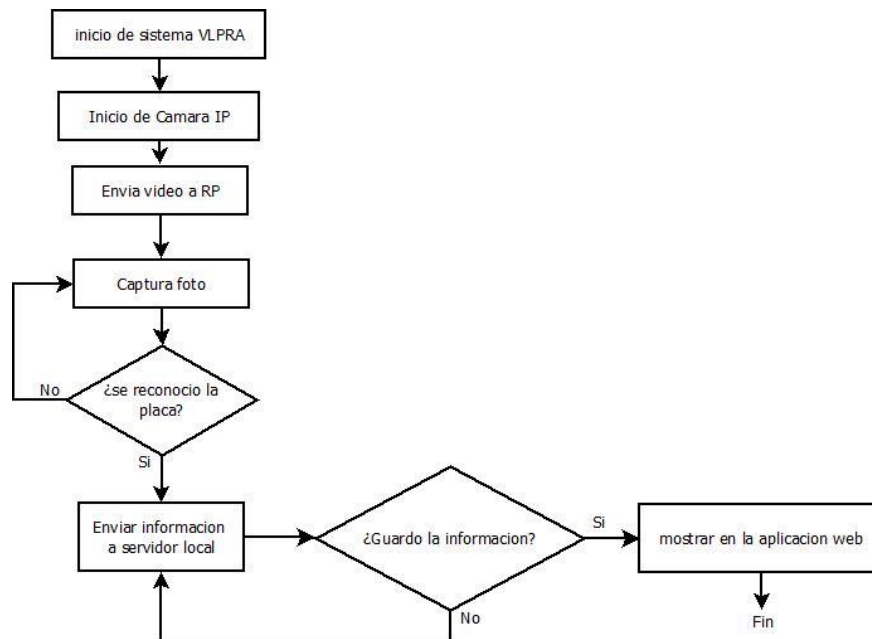 inicio de sistema VLPRA
Inicio de Camara IP
Envia video a RP
Captura foto
¿se reconocio la
placa?
No
Si
Enviar informacion
a servidor local
¿Guardo la informacion?
Si
No
mostrar en la aplicacion web
Fin